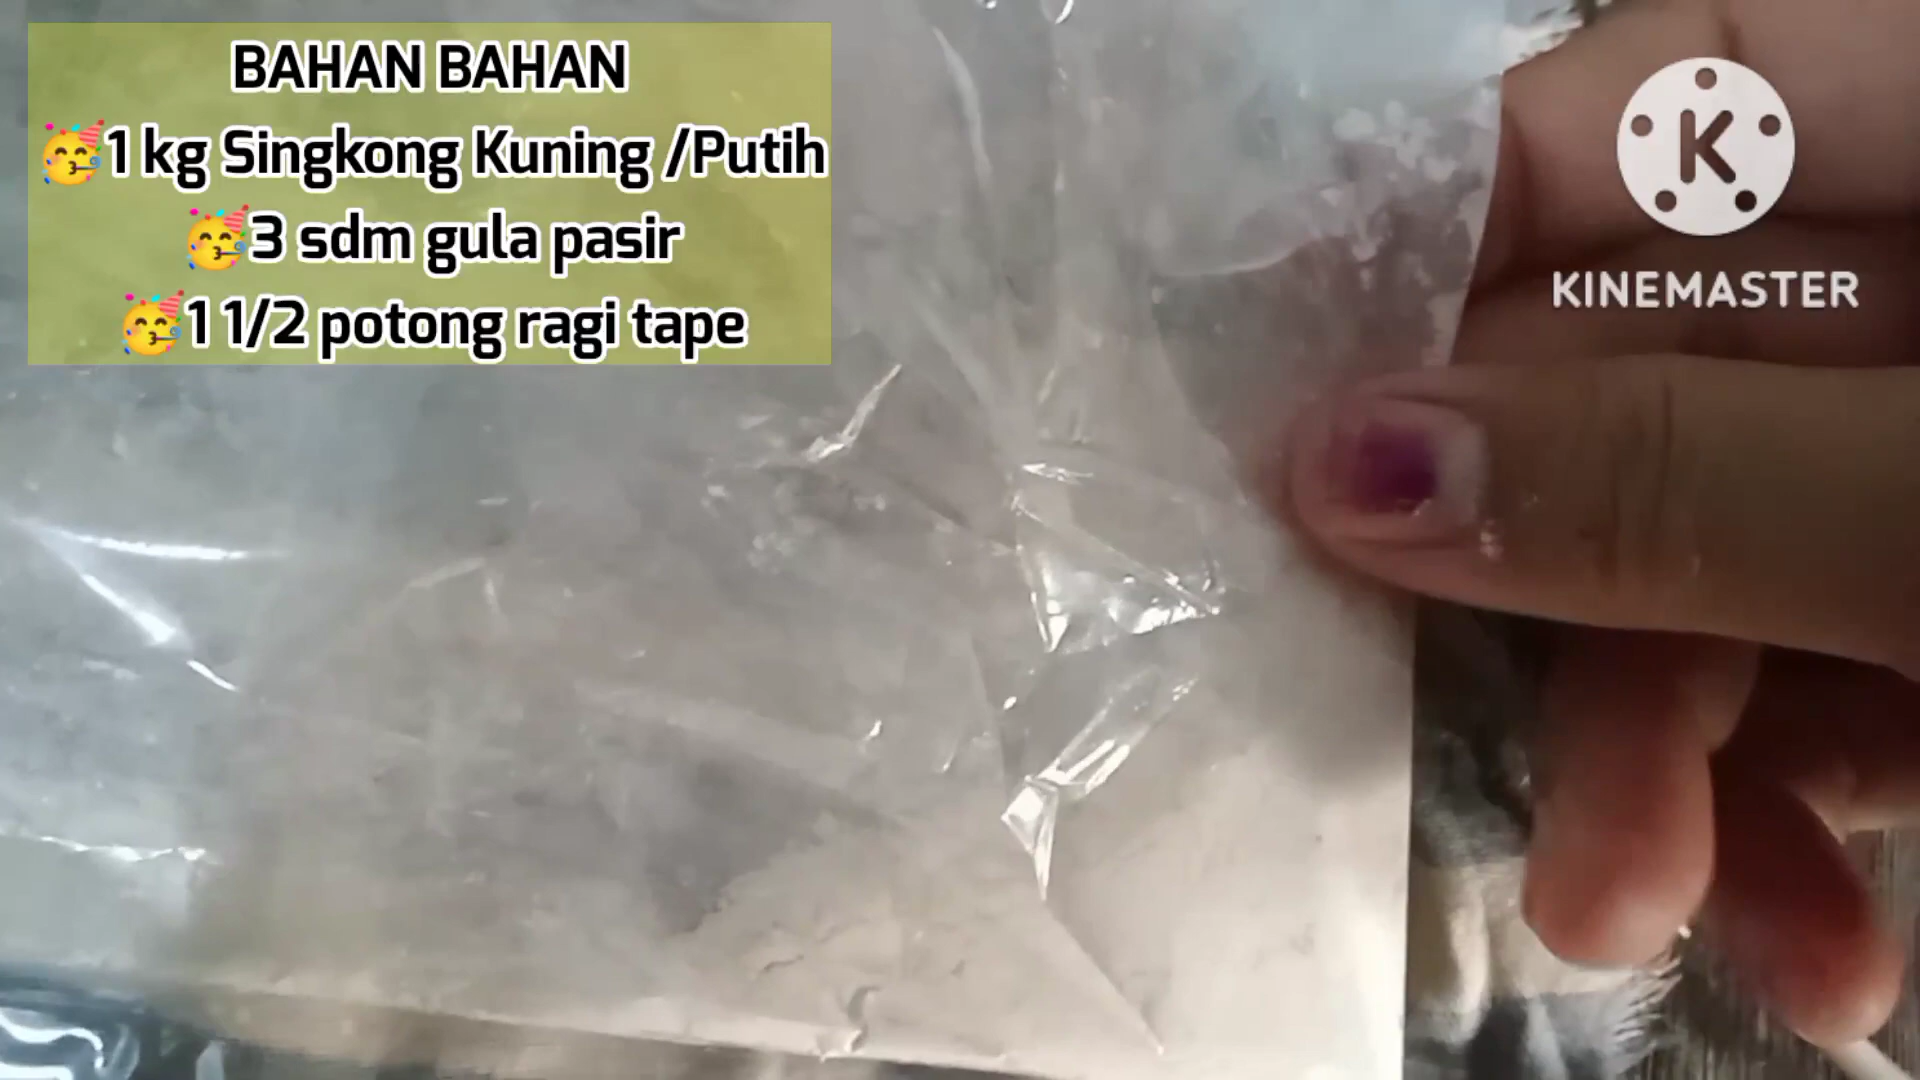 BAHAN BAHAN
🥳1 kg Singkong Kuning /Putih
🥳3 sdm gula pasir
🥳1 1/2 potong ragi tape
K
KINEMASTER